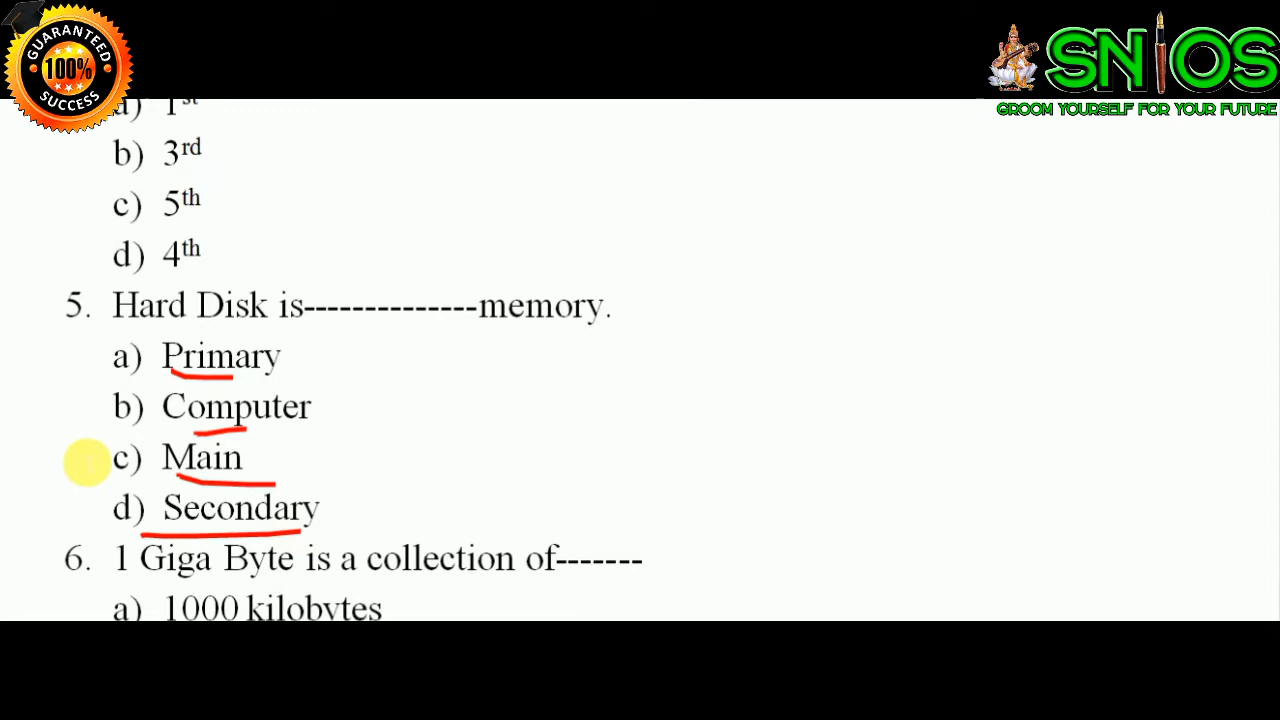 GUARANTEED
100%
SUCCESS
SNIOS
GROOM YOURSELF FOR YOUR FUTURE
a) 1st
b) 3rd
c) 5th
d) 4th
5. Hard Disk is--------------memory.
a) Primary
b) Computer
c) Main
d) Secondary
6. 1 Giga Byte is a collection of-------
a) 1000 kilobytes